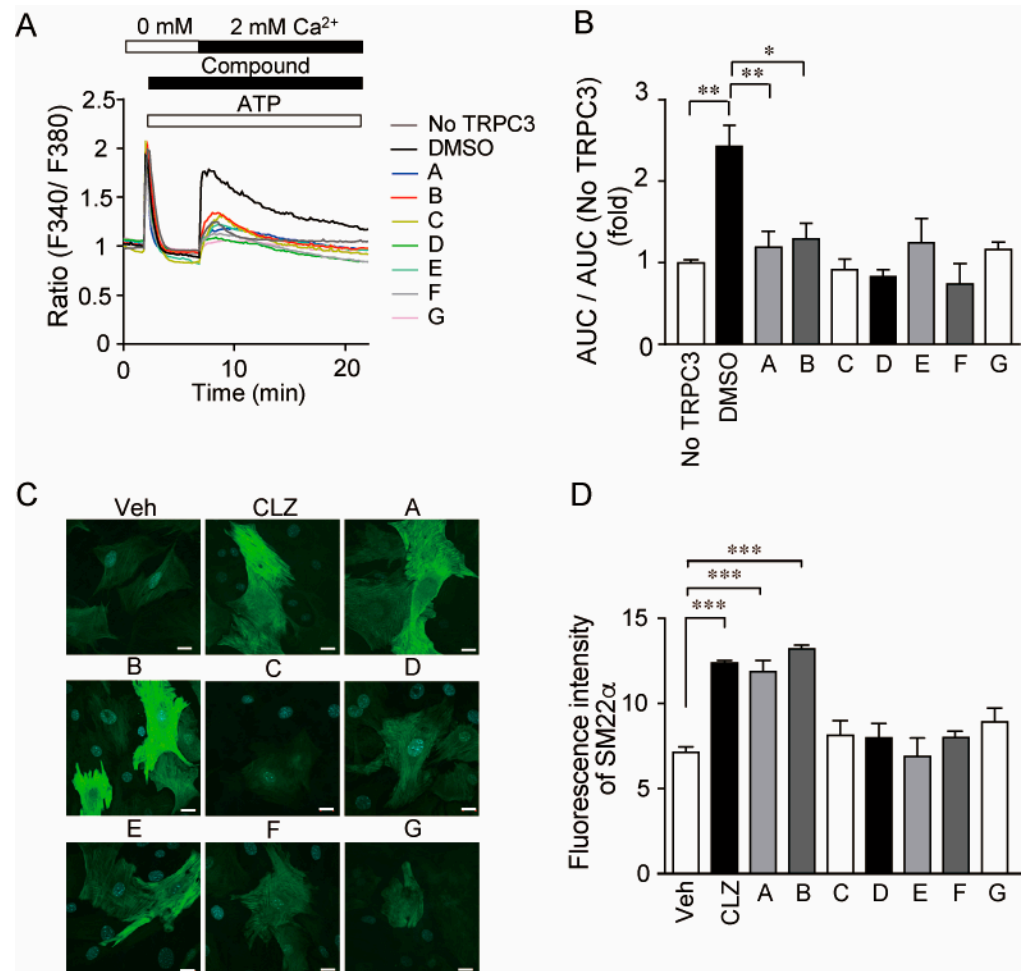 A
0 mM
2 mM Ca²⁺
Compound
ATP
Ratio (F340/ F380)
2.5
2
1.5
1
0.5
0
0
10
20
Time (min)
No TRPC3
DMSO
A
B
C
D
E
F
G
B
AUC / AUC (No TRPC3)
(fold)
3
2
1
0
**
**
*
No TRPC3
DMSO
A
B
C
D
E
F
G
C
Veh
CLZ
A
B
C
D
E
F
G
D
Fluorescence intensity
of SM22α
15
10
5
0
***
***
***
Veh
CLZ
A
B
C
D
E
F
G